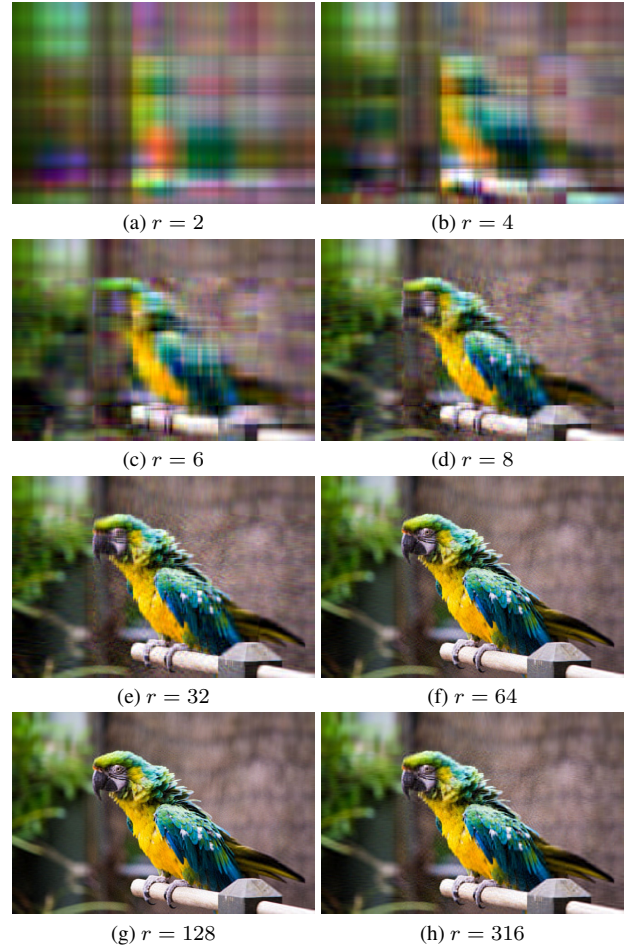 (a) r = 2
(b) r = 4
(c) r = 6
(d) r = 8
(e) r = 32
(f) r = 64
(g) r = 128
(h) r = 316